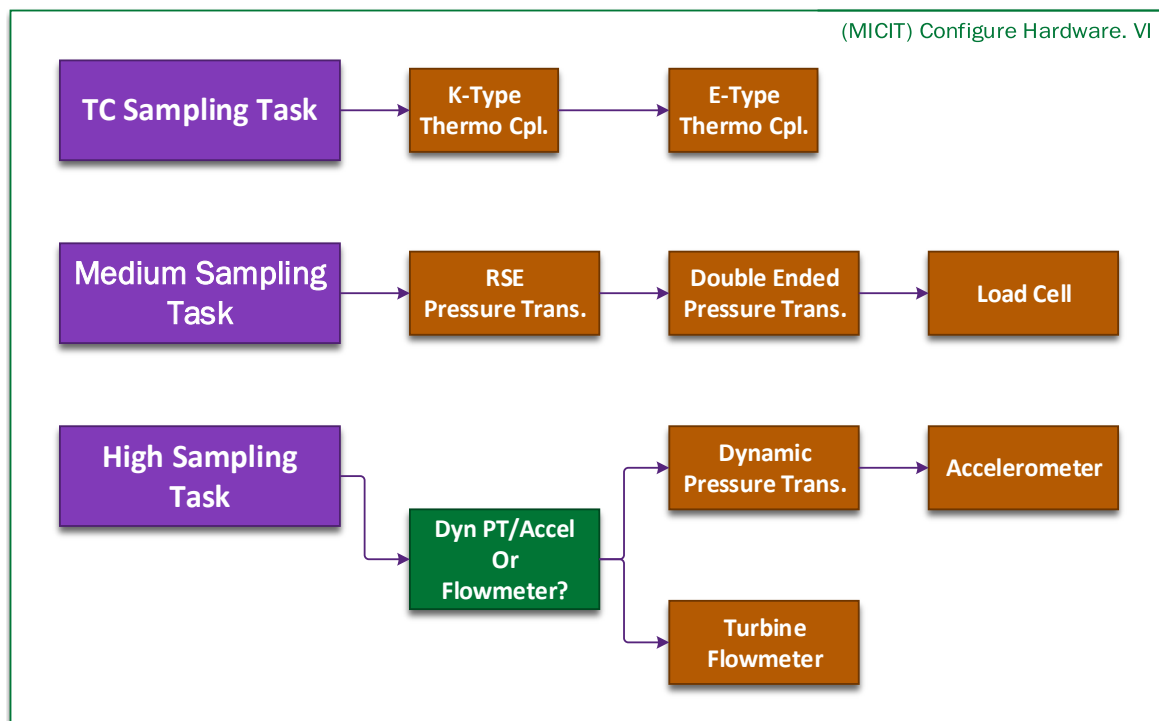 (MICIT) Configure Hardware. VI
TC Sampling Task
K-Type
Thermo Cpl.
E-Type
Thermo Cpl.
Medium Sampling
Task
RSE
Pressure Trans.
Double Ended
Pressure Trans.
Load Cell
High Sampling
Task
Dyn PT/Accel
Or
Flowmeter?
Dynamic
Pressure Trans.
Accelerometer
Turbine
Flowmeter